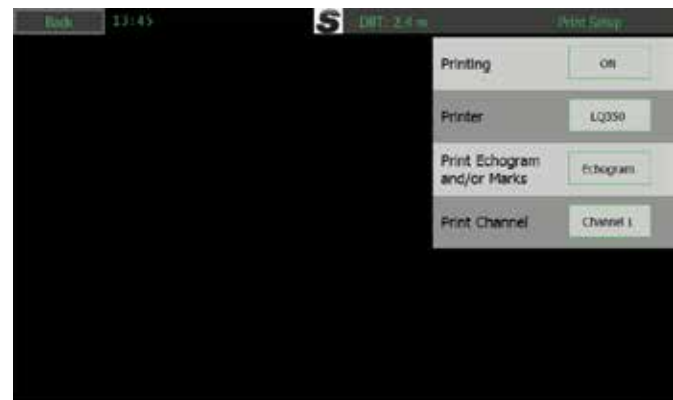 Back 13:45 S DBT: 2.4 m Print Setup
Printing ON
Printer LQ350
Print Echogram
and/or Marks Echogram
Print Channel Channel 1